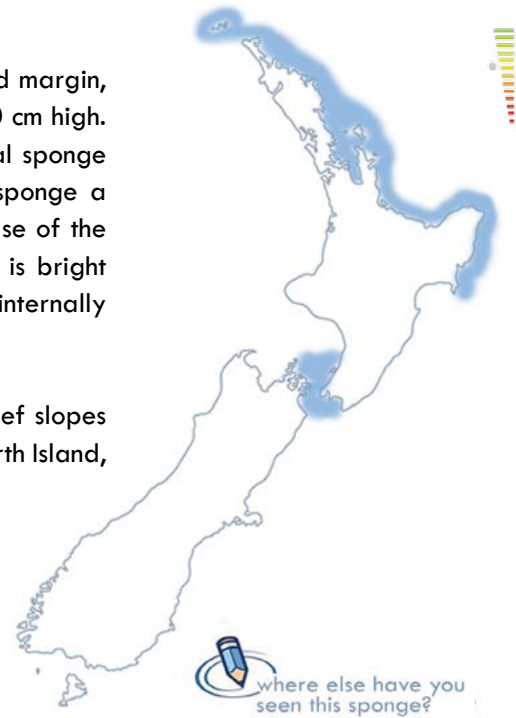 d margin,
cm high.
al sponge
sponge a
se of the
is bright
internally
ef slopes
rth Island,
where else have you
seen this sponge?